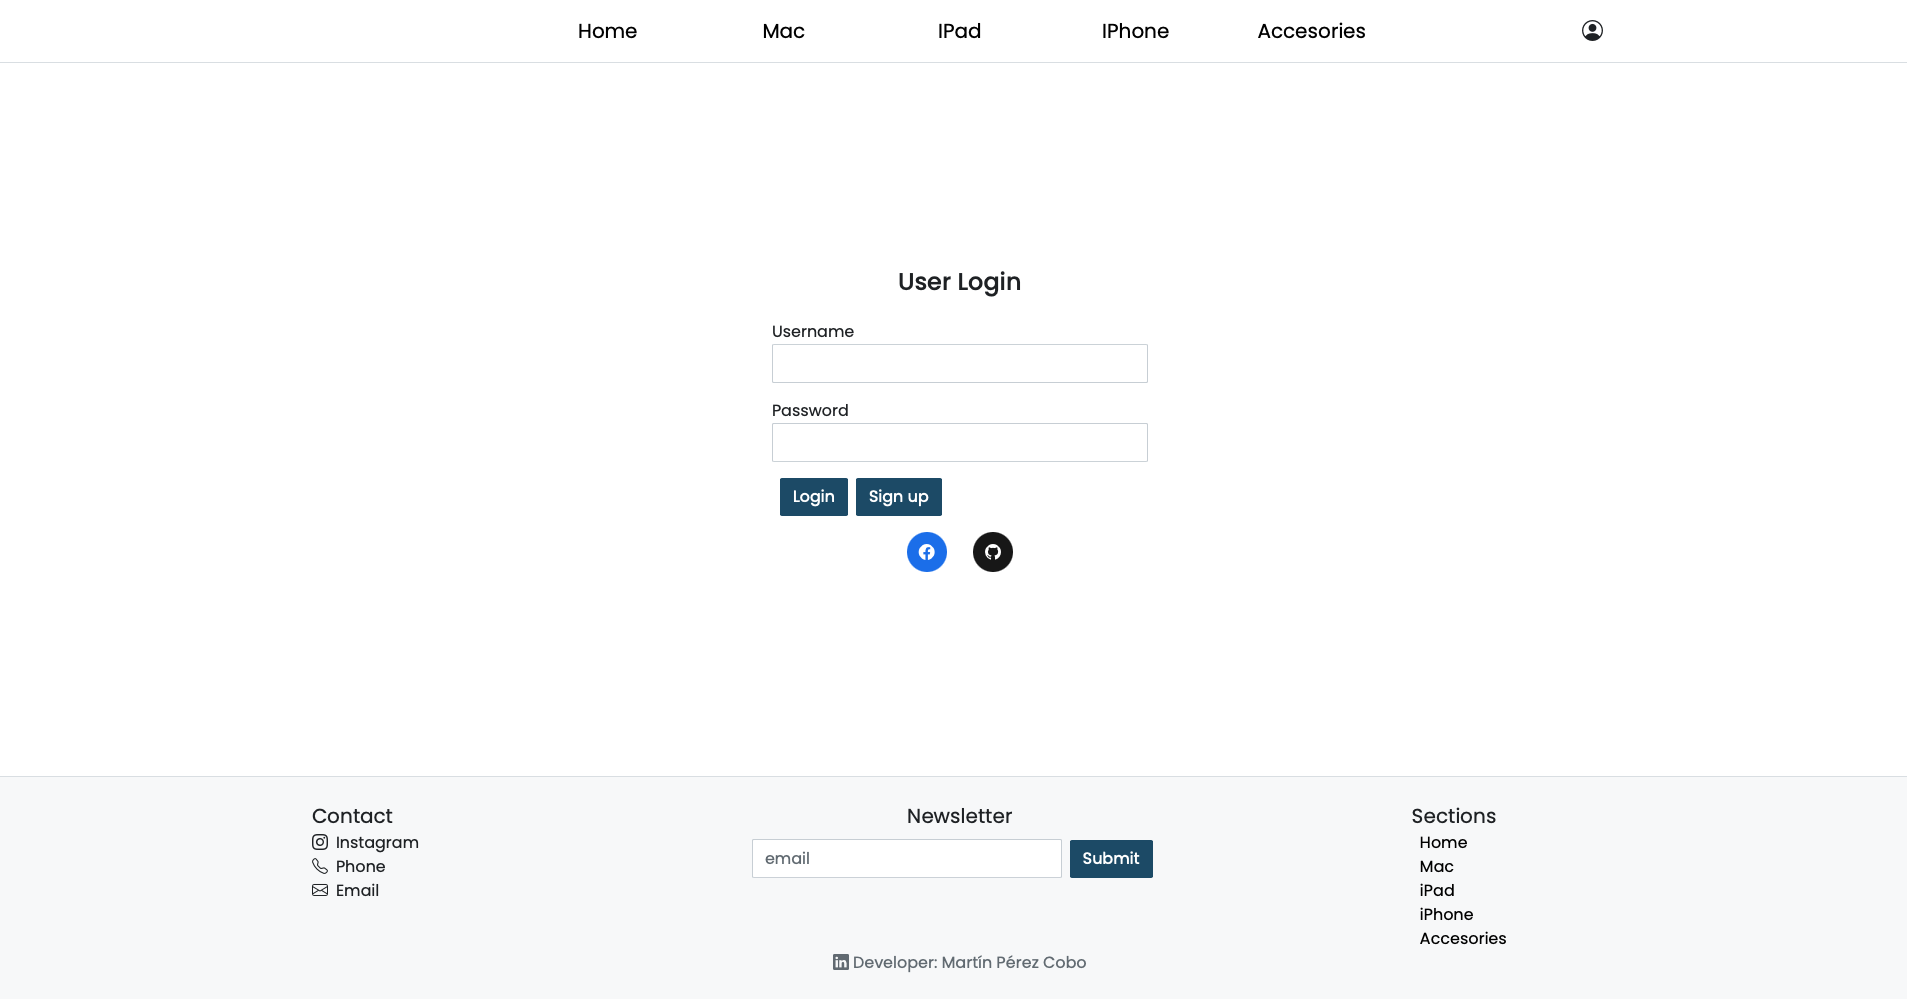 Home Mac IPad IPhone Accesories
User Login
Username
Password
Login Sign up
Contact
Instagram
Phone
Email
Newsletter
email Submit
Sections
Home
Mac
iPad
iPhone
Accesories
Developer: Martín Pérez Cobo